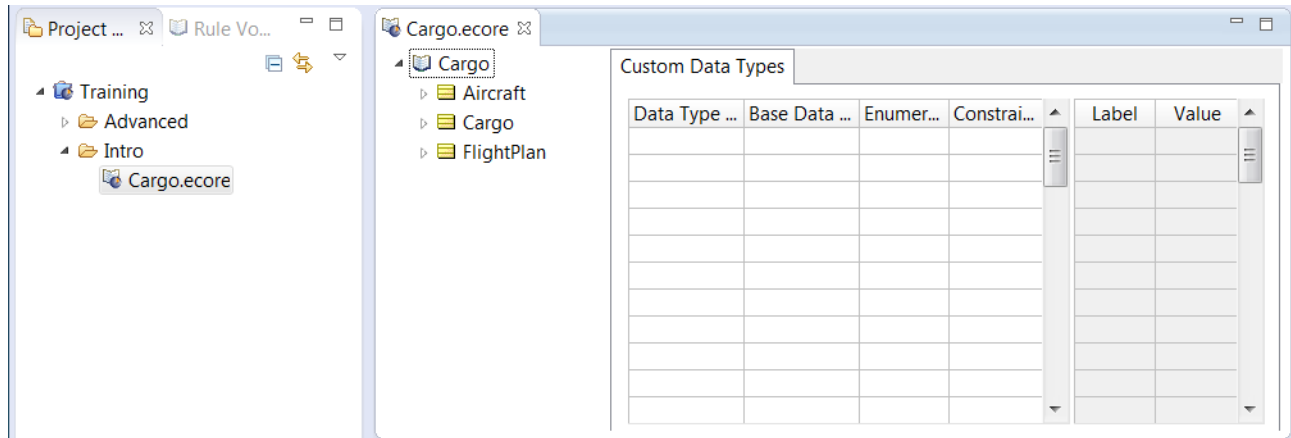 Project ... Rule Vo...
Training
Advanced
Intro
Cargo.ecore
Cargo.ecore
Cargo
Aircraft
Cargo
FlightPlan
Custom Data Types
Data Type ... Base Data ... Enumer... Constrai... Label Value